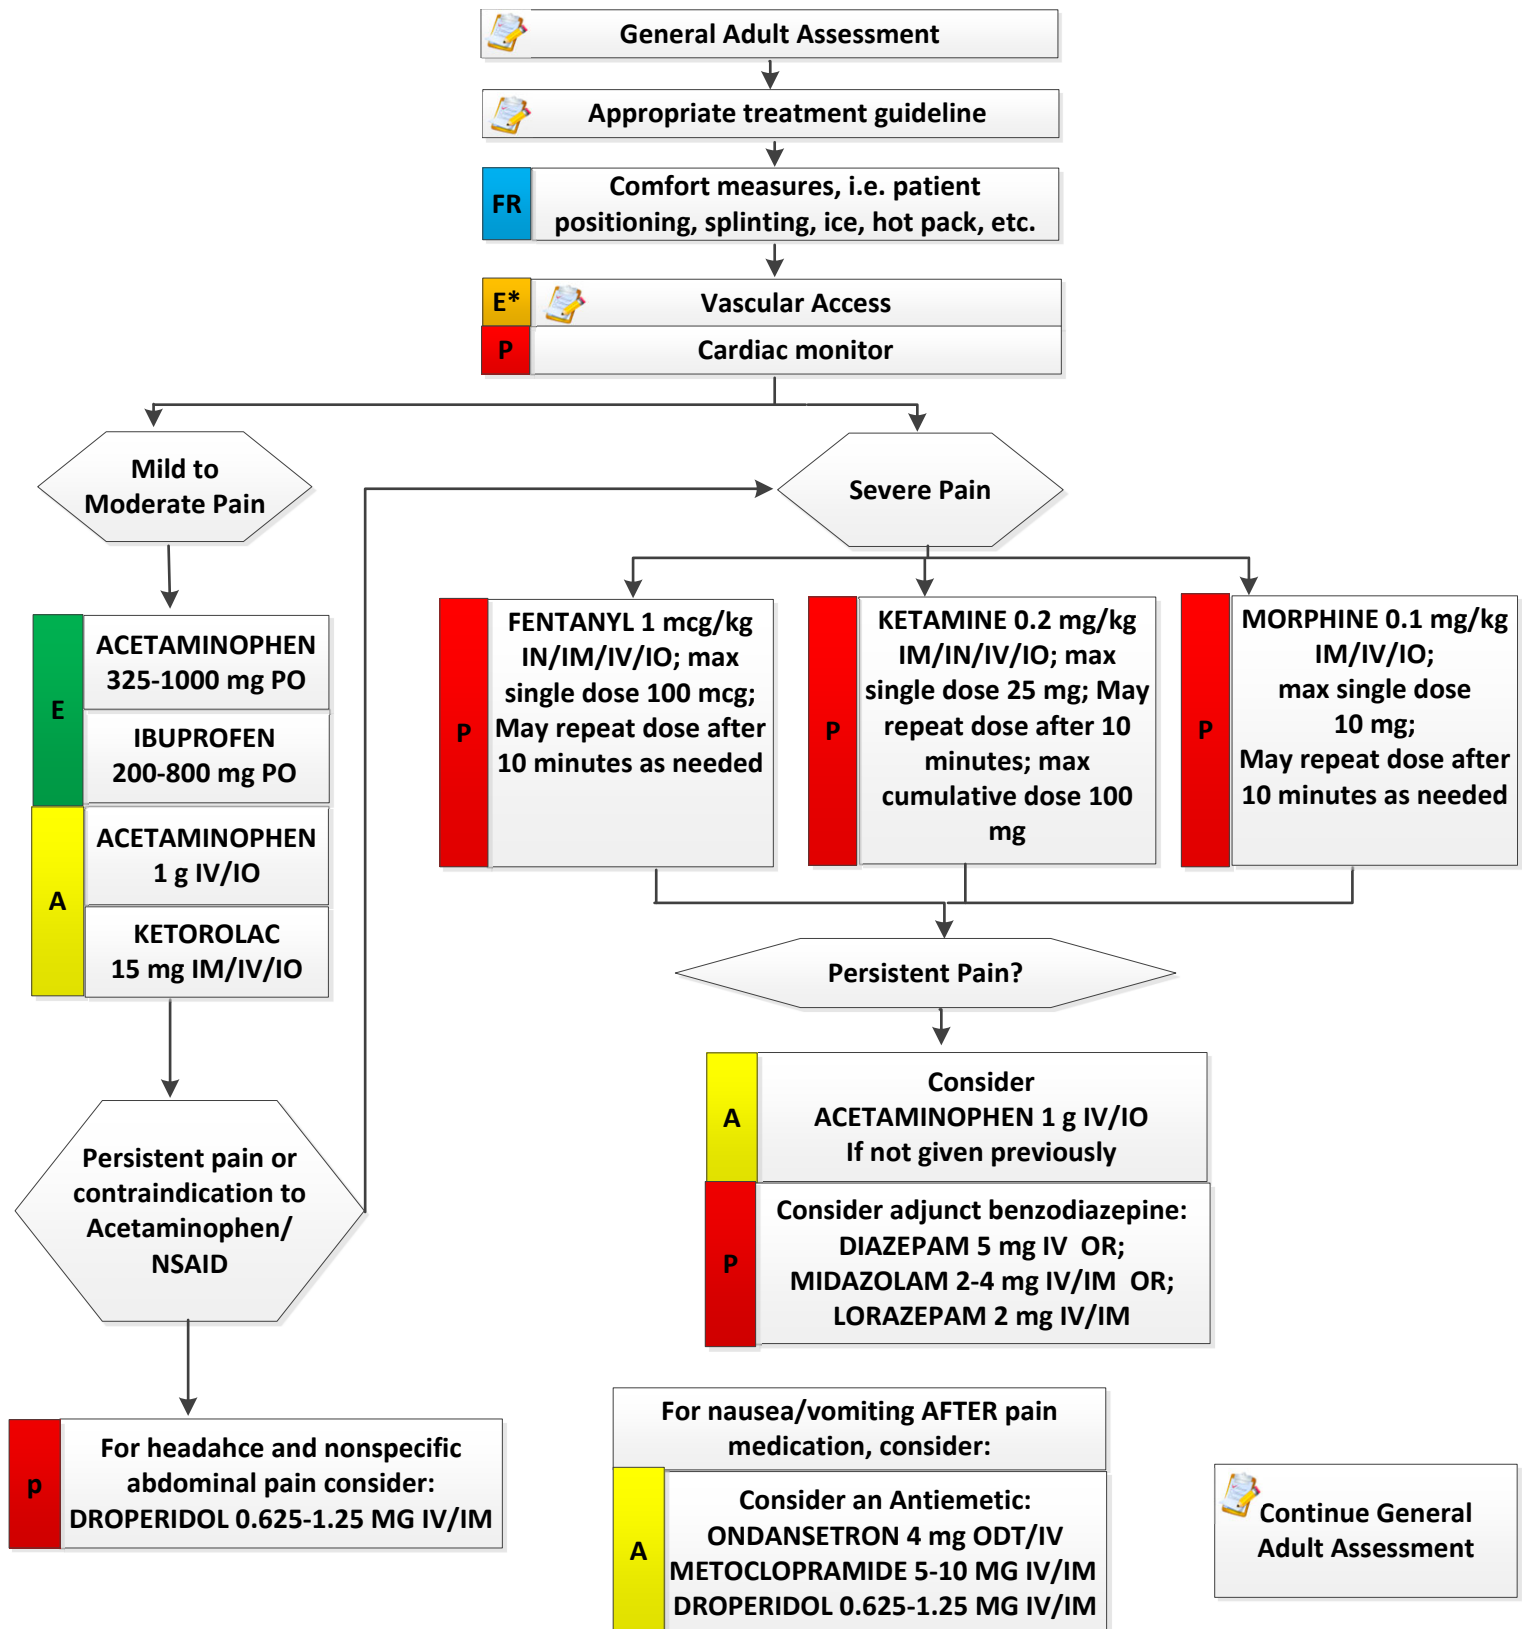 General Adult Assessment
Appropriate treatment guideline
FR
Comfort measures, i.e. patient
positioning, splinting, ice, hot pack, etc.
E*
Vascular Access
P
Cardiac monitor
Mild to
Moderate Pain
Severe Pain
E
ACETAMINOPHEN
325-1000 mg PO
IBUPROFEN
200-800 mg PO
A
ACETAMINOPHEN
1 g IV/IO
KETOROLAC
15 mg IM/IV/IO
P
FENTANYL 1 mcg/kg
IN/IM/IV/IO; max
single dose 100 mcg;
May repeat dose after
10 minutes as needed
P
KETAMINE 0.2 mg/kg
IM/IN/IV/IO; max
single dose 25 mg; May
repeat dose after 10
minutes; max
cumulative dose 100
mg
P
MORPHINE 0.1 mg/kg
IM/IV/IO;
max single dose
10 mg;
May repeat dose after
10 minutes as needed
Persistent Pain?
A
Consider
ACETAMINOPHEN 1 g IV/IO
If not given previously
P
Consider adjunct benzodiazepine:
DIAZEPAM 5 mg IV  OR;
MIDAZOLAM 2-4 mg IV/IM  OR;
LORAZEPAM 2 mg IV/IM
Persistent pain or
contraindication to
Acetaminophen/
NSAID
p
For headahce and nonspecific
abdominal pain consider:
DROPERIDOL 0.625-1.25 MG IV/IM
For nausea/vomiting AFTER pain
medication, consider:
A
Consider an Antiemetic:
ONDANSETRON 4 mg ODT/IV
METOCLOPRAMIDE 5-10 MG IV/IM
DROPERIDOL 0.625-1.25 MG IV/IM
Continue General
Adult Assessment